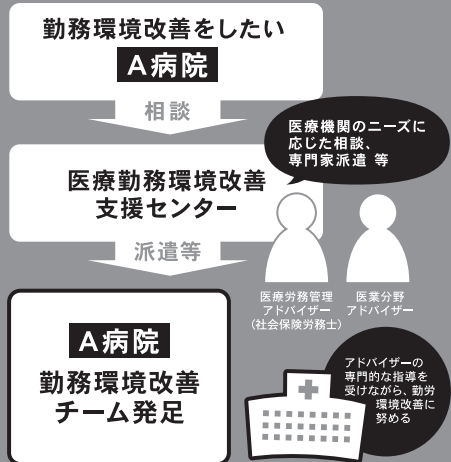 勤務環境改善をしたい
A病院
相談
医療機関のニーズに
応じた相談、
専門家派遣 等
医療勤務環境改善
支援センター
派遣等
医療労務管理
アドバイザー
(社会保険労務士)
医業分野
アドバイザー
A病院
勤務環境改善
チーム発足
アドバイザーの
専門的な指導を
受けながら、勤労
環境改善に
努める